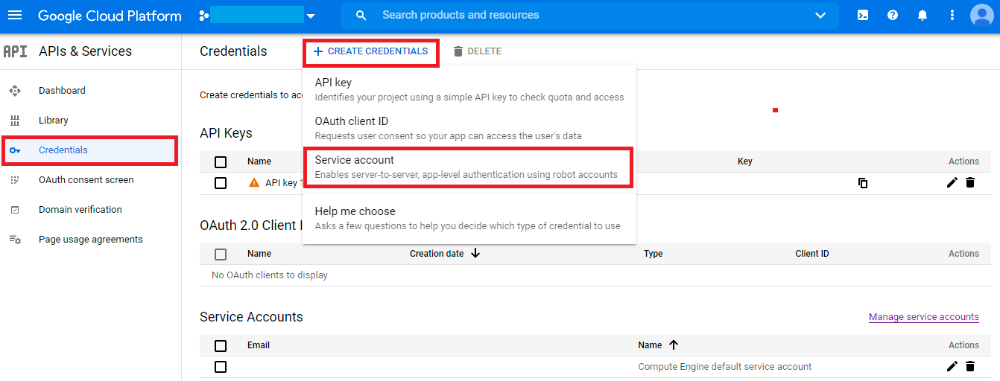 Google Cloud Platform
Search products and resources
API APIs & Services
Credentials
CREATE CREDENTIALS
DELETE
Dashboard
Library
Credentials
OAuth consent screen
Domain verification
Page usage agreements
Create credentials to acc
API key
Identifies your project using a simple API key to check quota and access
OAuth client ID
Requests user consent so your app can access the user's data
Service account
Enables server-to-server, app-level authentication using robot accounts
Help me choose
Asks a few questions to help you decide which type of credential to use
API Keys
Name Key Actions
API key 1
OAuth 2.0 Client I
Name Creation date Type Client ID Actions
No OAuth clients to display
Service Accounts Manage service accounts
Email Name Actions
Compute Engine default service account